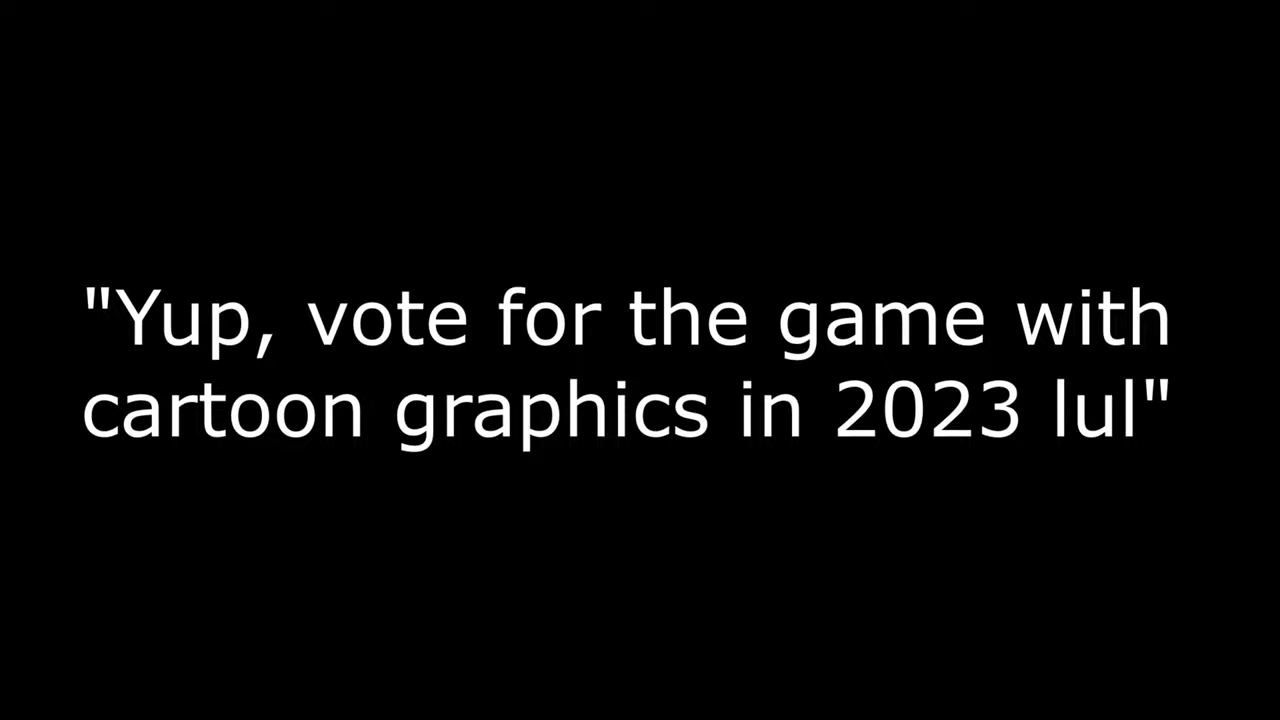 "Yup, vote for the game with
cartoon graphics in 2023 lul"